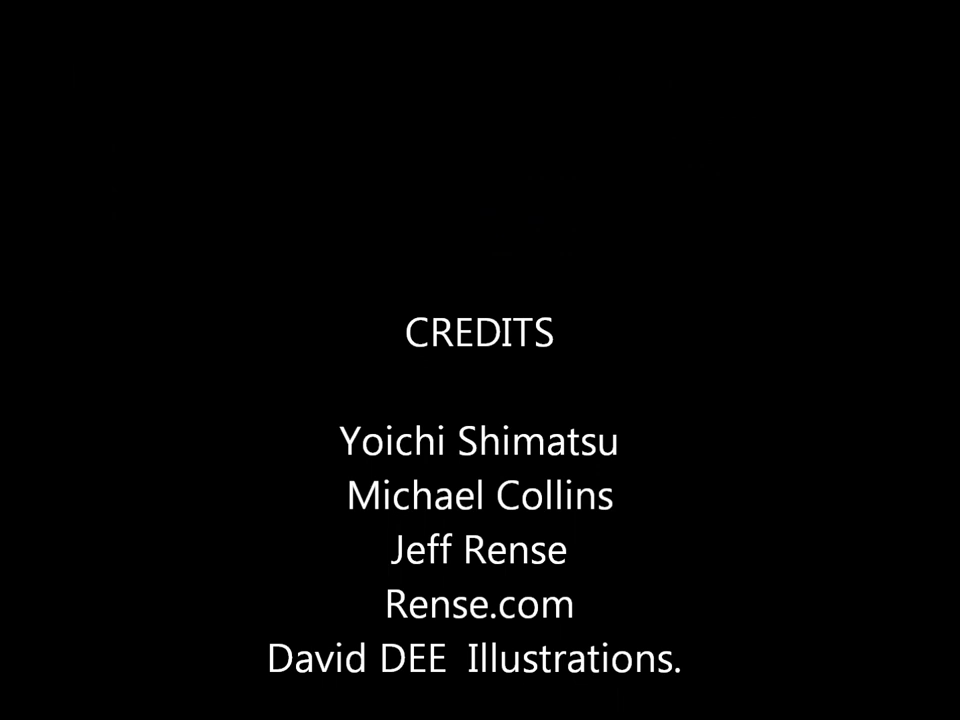 CREDITS
Yoichi Shimatsu
Michael Collins
Jeff Rense
Rense.com
David DEE Illustrations.